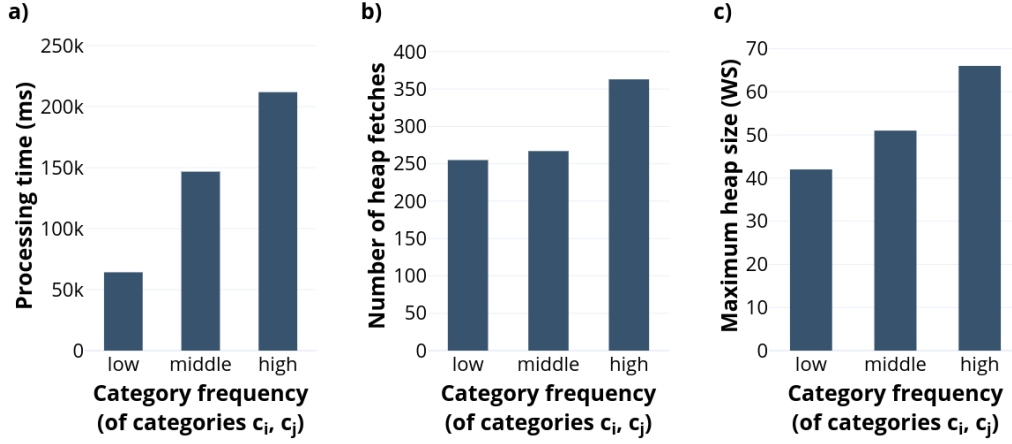 a)
Processing time (ms)
250k
200k
150k
100k
50k
0
low middle high
Category frequency
(of categories cᵢ, cⱼ)
b)
Number of heap fetches
400
350
300
250
200
150
100
50
0
low middle high
Category frequency
(of categories cᵢ, cⱼ)
c)
Maximum heap size (WS)
70
60
50
40
30
20
10
0
low middle high
Category frequency
(of categories cᵢ, cⱼ)